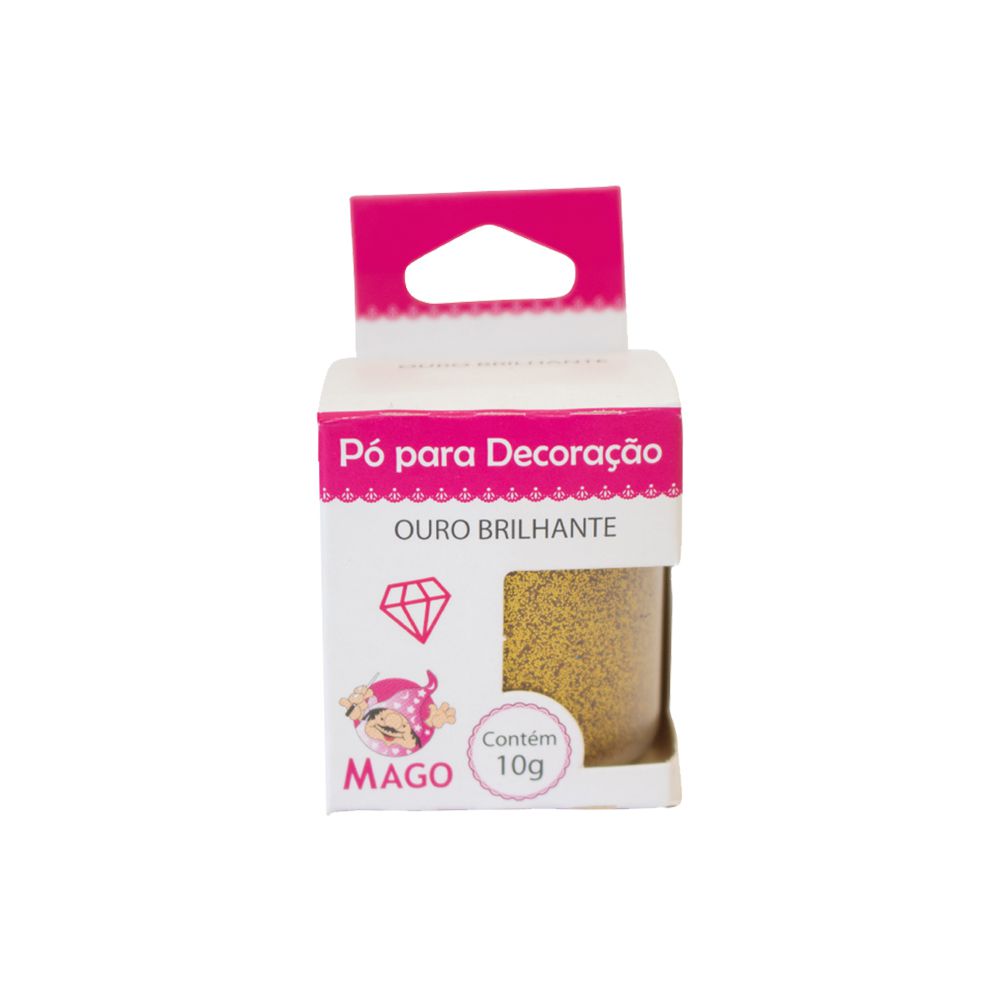 OURO BRILHANTE
Pó para Decoração
OURO BRILHANTE
MAGO
Contém
10g